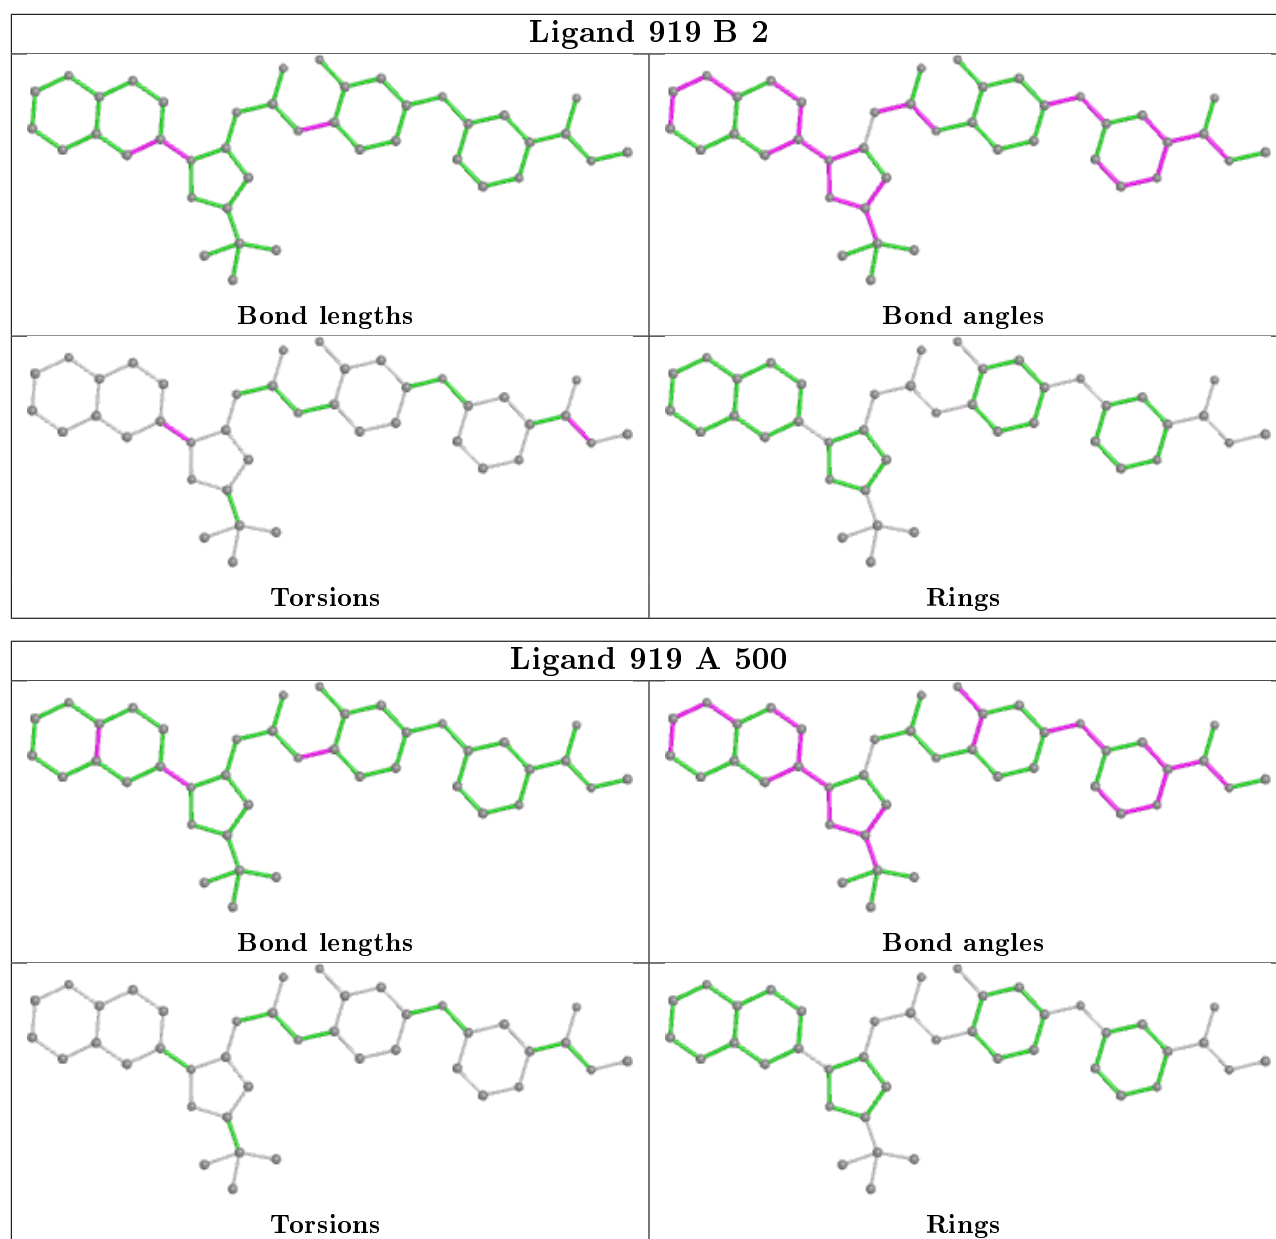 Ligand 919 B 2
Bond lengths
Bond angles
Torsions
Rings
Ligand 919 A 500
Bond lengths
Bond angles
Torsions
Rings